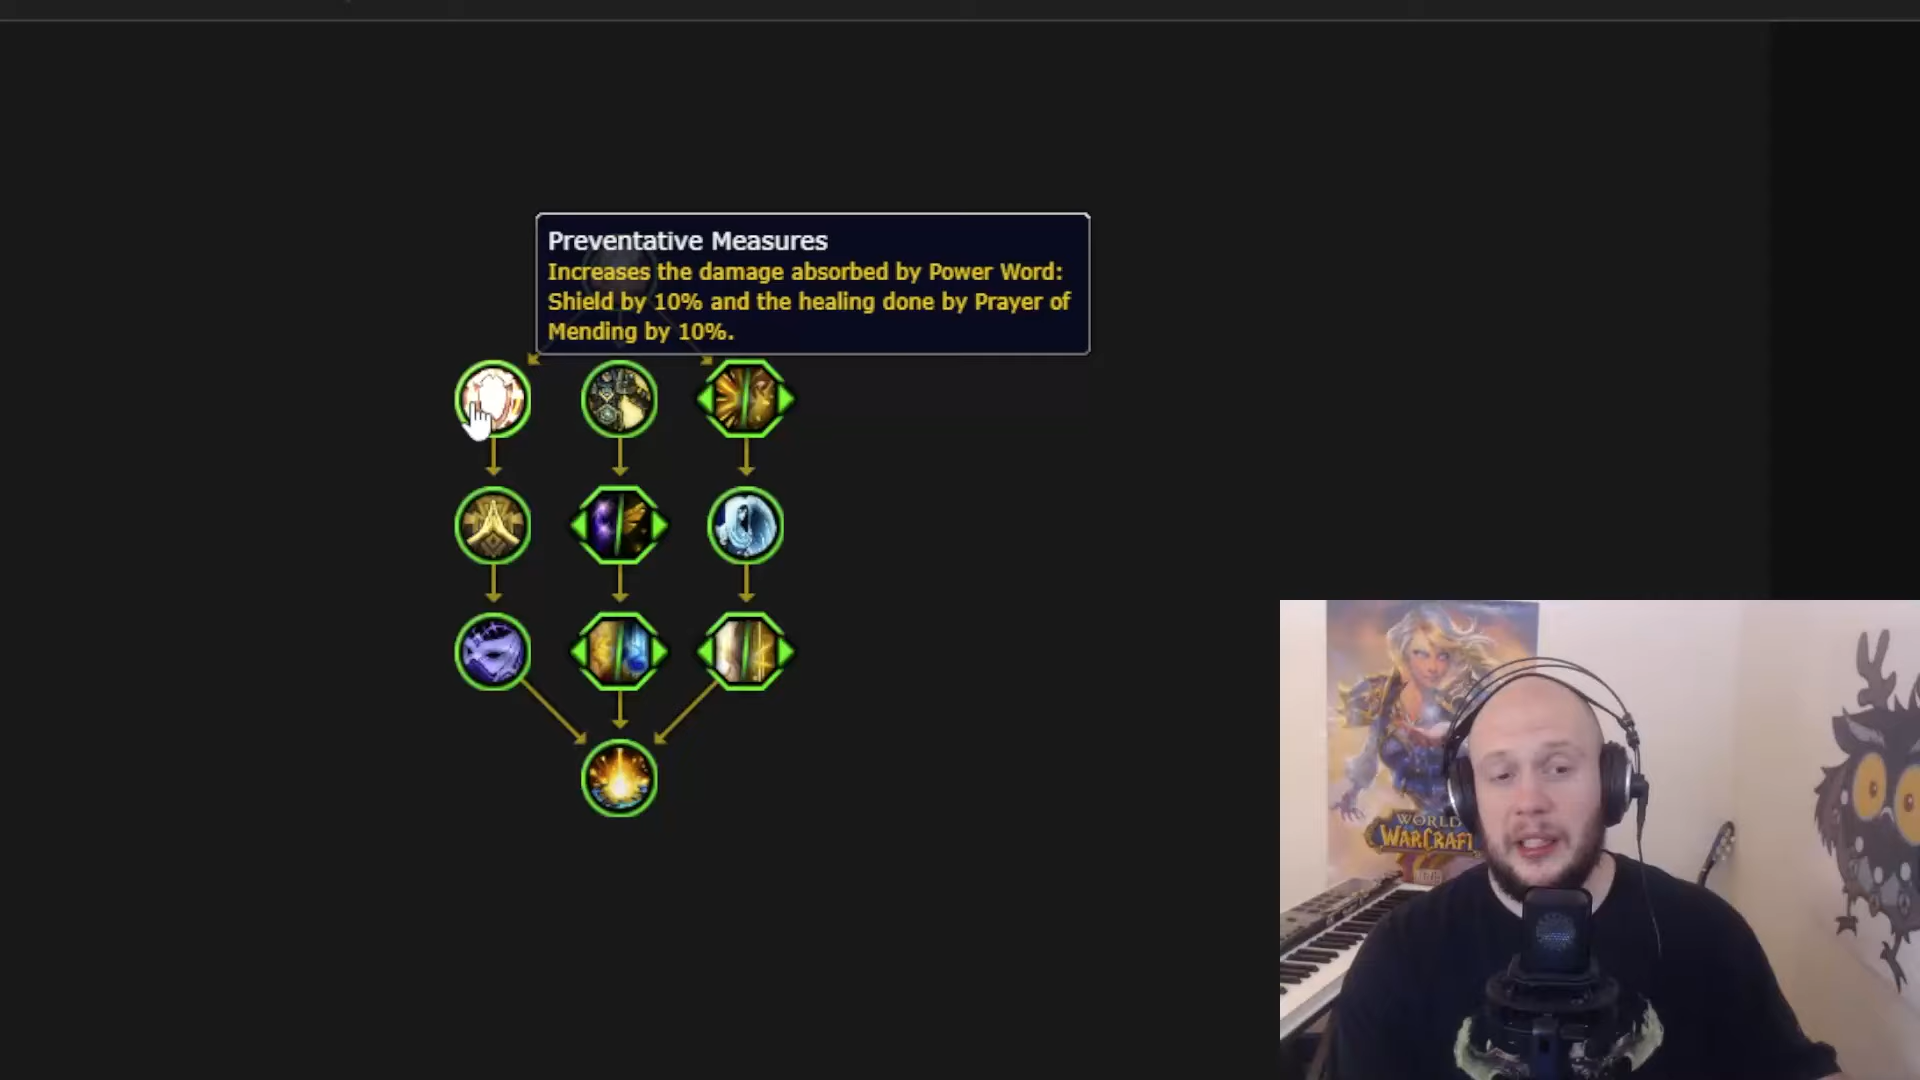 Preventative Measures
Increases the damage absorbed by Power Word:
Shield by 10% and the healing done by Prayer of
Mending by 10%.
WORLD
WARCRAFT